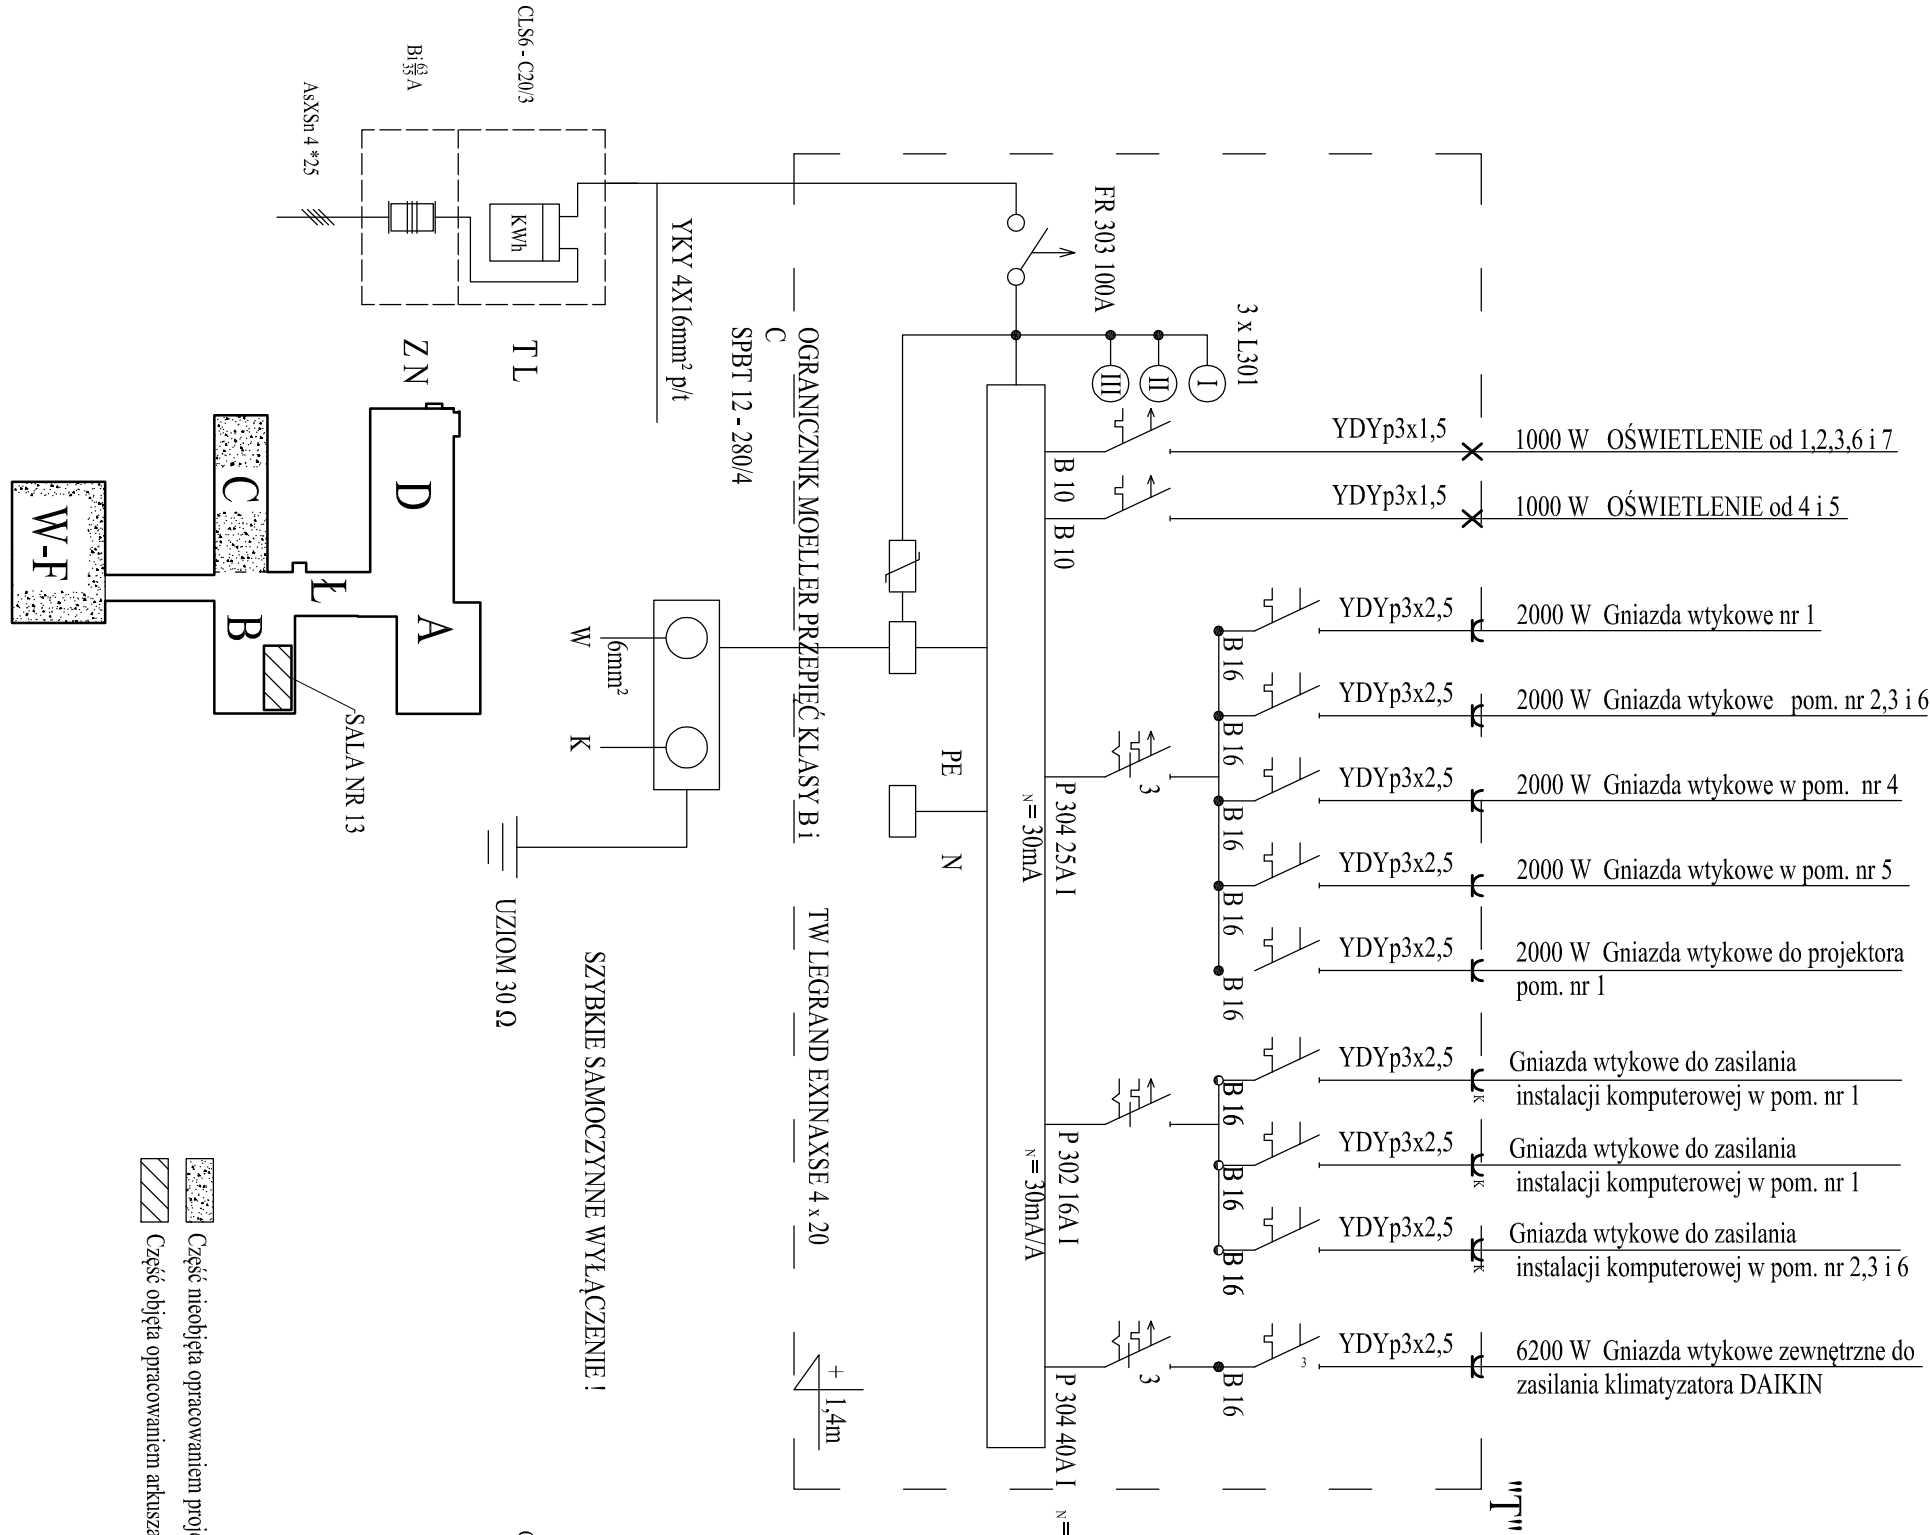 CLS6 - C20/3
Bi 63/35 A
AsXSn 4 *25
KWh
T L
Z N
YKY 4X16mm² p/t
FR 303 100A
3 x L301
I
II
III
OGRANICZNIK MOELLER PRZEPIĘĆ KLASY B i
C
SPBT 12 - 280/4
B 10
B 10
YDYp3x1,5
1000 W OŚWIETLENIE od 1,2,3,6 i 7
YDYp3x1,5
1000 W OŚWIETLENIE od 4 i 5
YDYp3x2,5
2000 W Gniazda wtykowe nr 1
B 16
YDYp3x2,5
2000 W Gniazda wtykowe pom. nr 2,3 i 6
B 16
YDYp3x2,5
2000 W Gniazda wtykowe w pom. nr 4
B 16
YDYp3x2,5
2000 W Gniazda wtykowe w pom. nr 5
B 16
YDYp3x2,5
2000 W Gniazda wtykowe do projektora
pom. nr 1
B 16
3
P 304 25A I
N = 30mA
YDYp3x2,5
Gniazda wtykowe do zasilania
instalacji komputerowej w pom. nr 1
K
B 16
YDYp3x2,5
Gniazda wtykowe do zasilania
instalacji komputerowej w pom. nr 1
K
B 16
YDYp3x2,5
Gniazda wtykowe do zasilania
instalacji komputerowej w pom. nr 2,3 i 6
K
B 16
P 302 16A I
N = 30mA/A
YDYp3x2,5
6200 W Gniazda wtykowe zewnętrzne do
zasilania klimatyzatora DAIKIN
3
B 16
3
P 304 40A I
N =
"T"
PE
N
W
6mm²
K
UZIOM 30 Ω
TW LEGRAND EXINAXSE 4 x 20
SZYBKIE SAMOCZYNNE WYŁĄCZENIE !
+
1,4m
D
C
W-F
Ł
B
A
SALA NR 13
Część nieobjęta opracowaniem proj
Część objęta opracowaniem arkusza